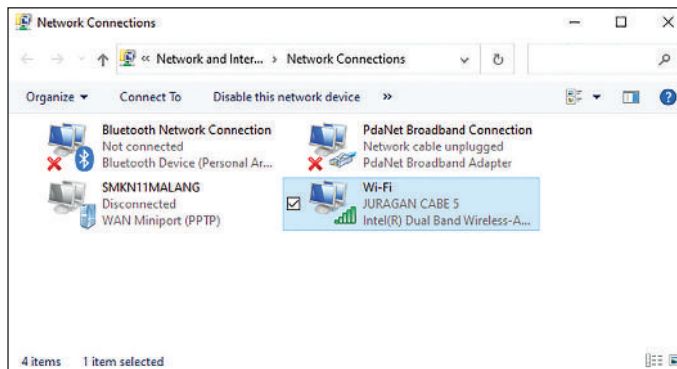 Network Connections
« Network and Inter... > Network Connections
Organize Connect To Disable this network device »
Bluetooth Network Connection
Not connected
Bluetooth Device (Personal Ar...
PdaNet Broadband Connection
Network cable unplugged
PdaNet Broadband Adapter
SMKN11MALANG
Disconnected
WAN Miniport (PPTP)
Wi-Fi
JURAGAN CABE 5
Intel(R) Dual Band Wireless-A...
4 items 1 item selected